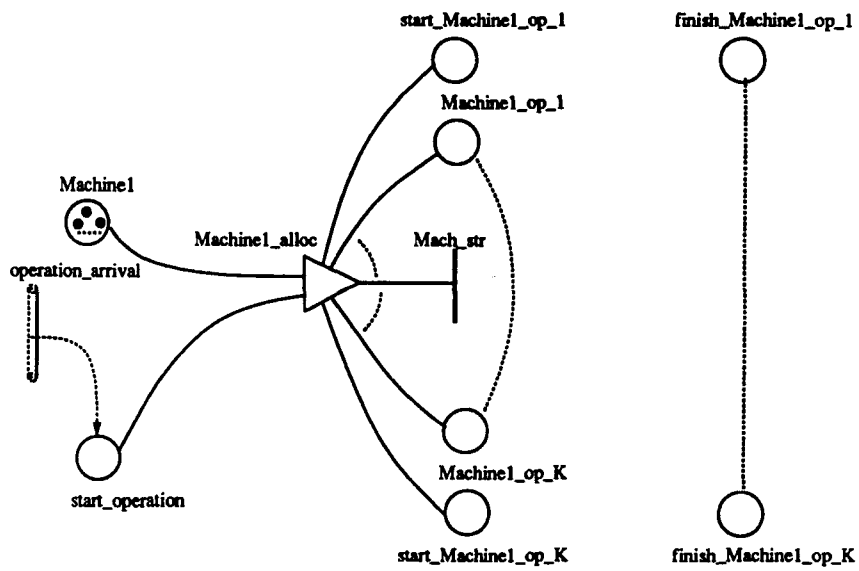 start_Machine1_op_1
finish_Machine1_op_1
Machine1_op_1
Machine1
Machine1_alloc
Mach_str
operation_arrival
Machine1_op_K
start_operation
start_Machine1_op_K
finish_Machine1_op_K